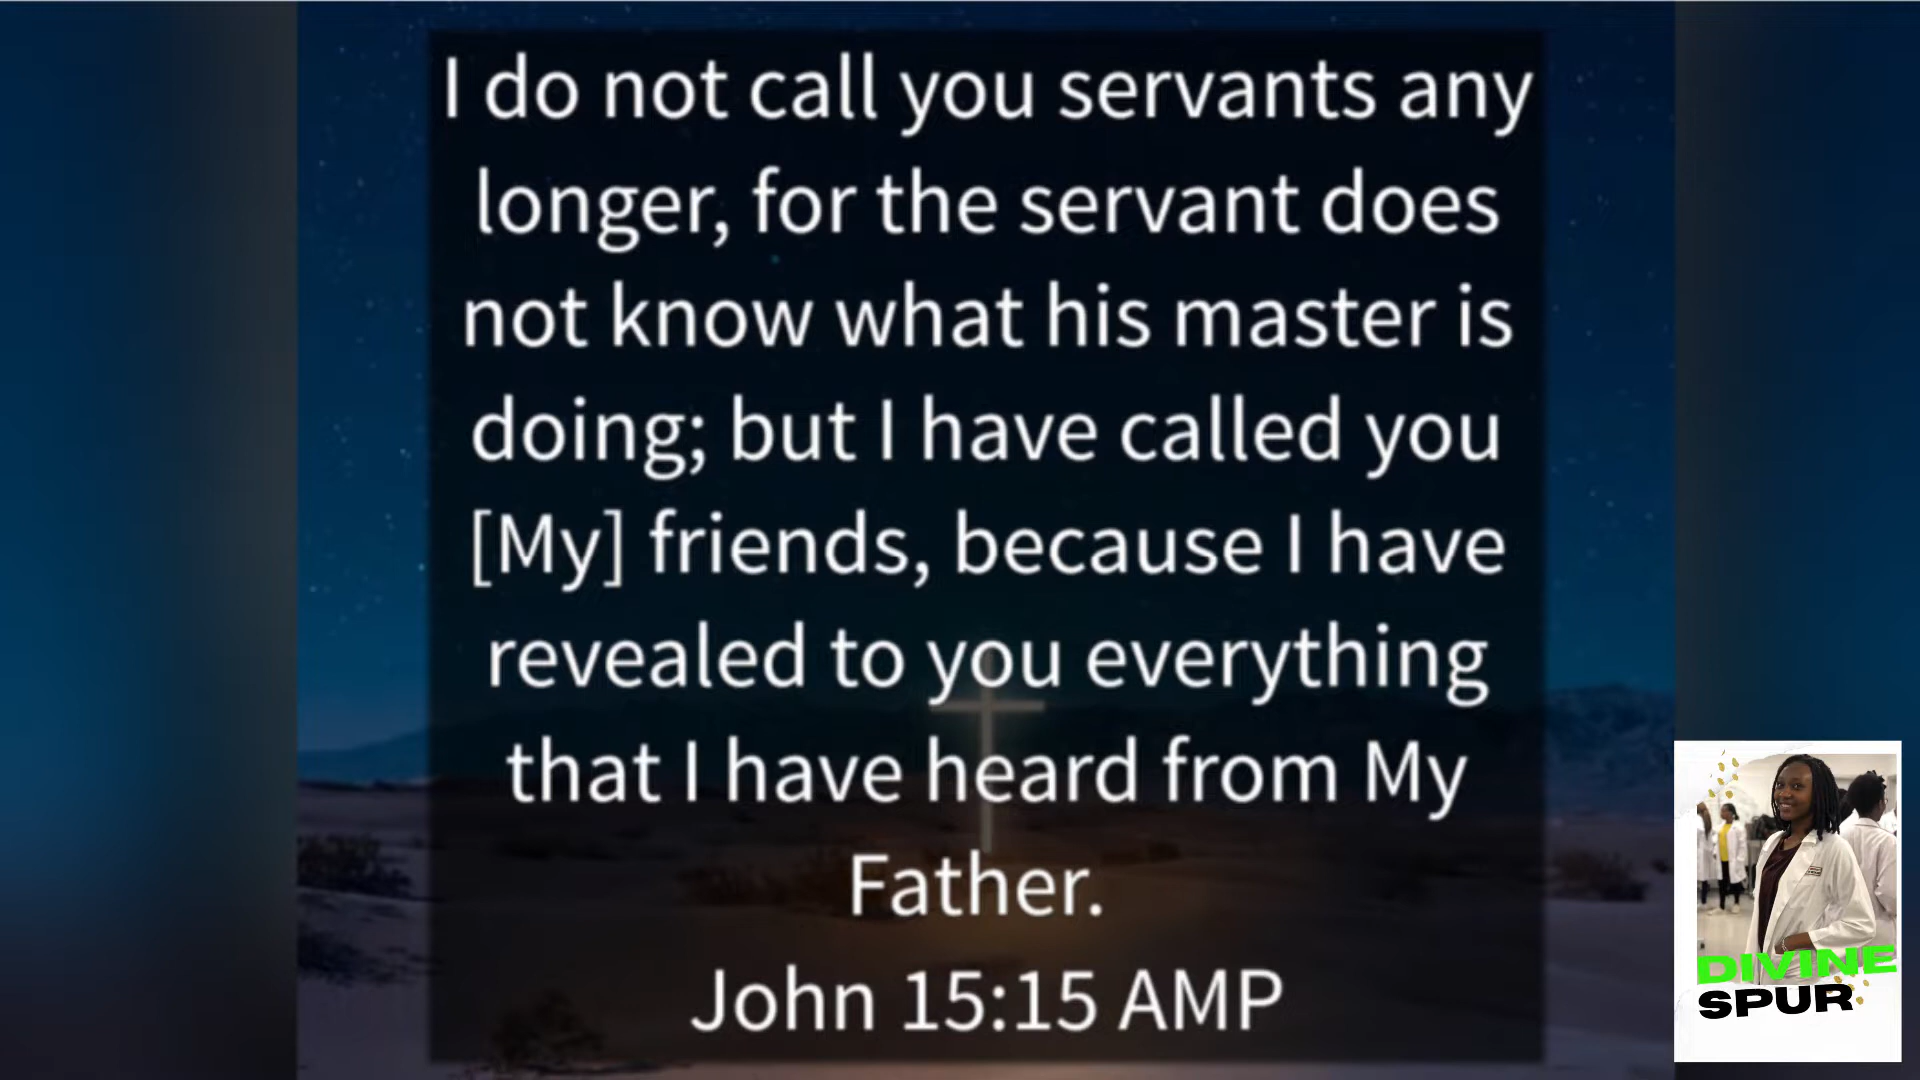 I do not call you servants any
longer, for the servant does
not know what his master is
doing; but I have called you
[My] friends, because I have
revealed to you everything
that I have heard from My
Father.
John 15:15 AMP
DIVINE
SPUR